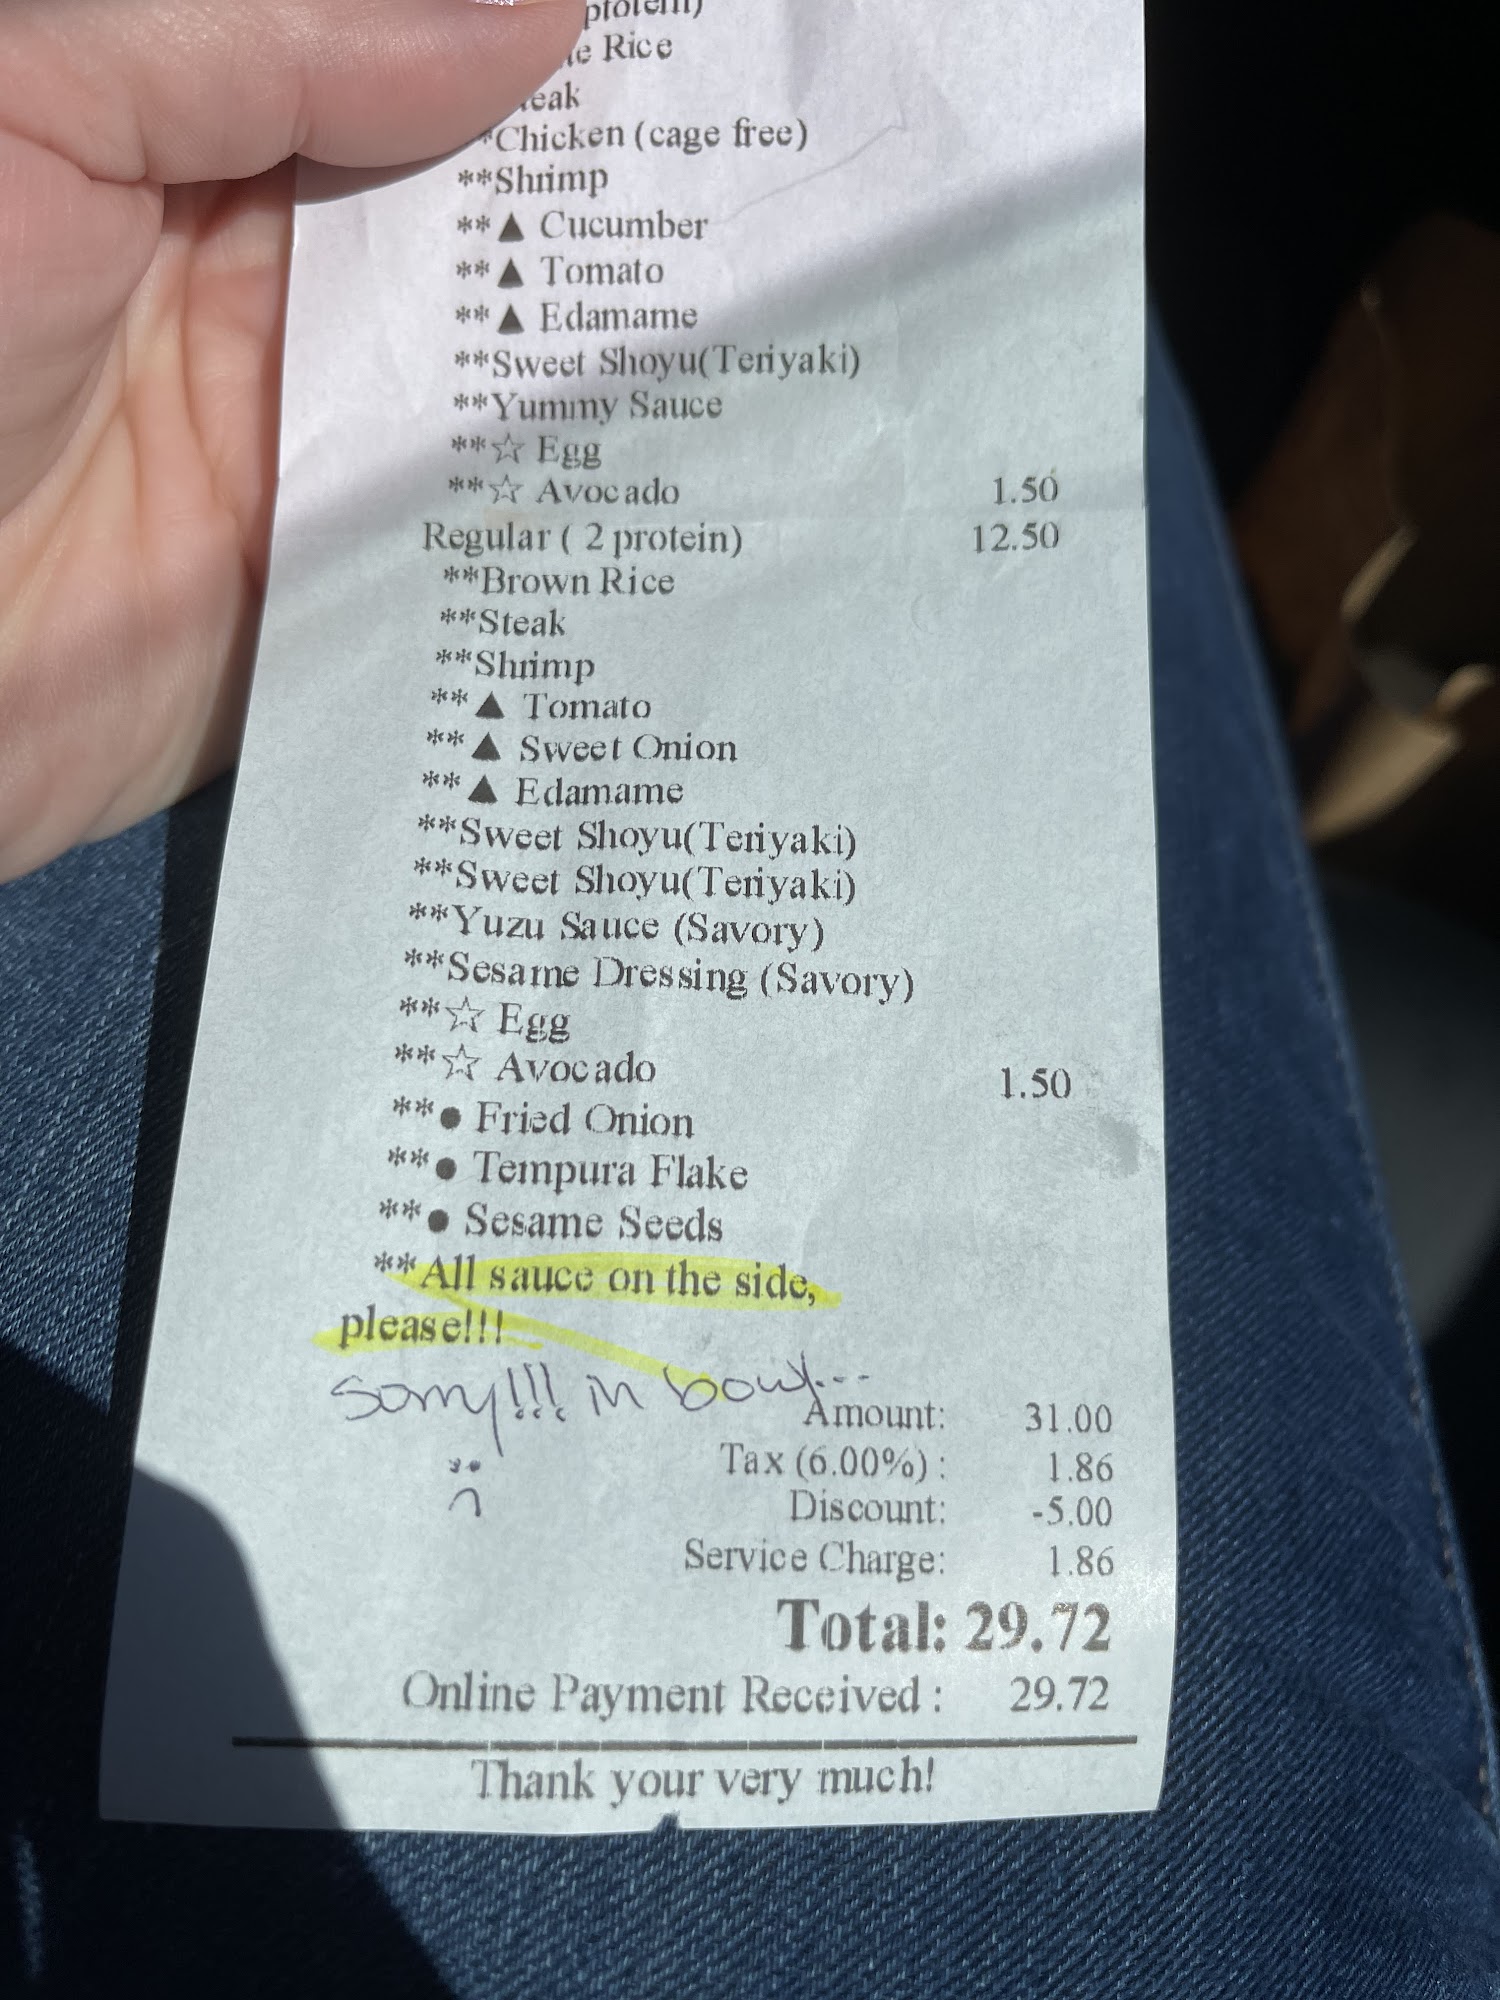 Rice
**Chicken (cage free)
**Shrimp
**▲ Cucumber
**▲ Tomato
**▲ Edamame
**Sweet Shoyu(Teriyaki)
**Yummy Sauce
**☆ Egg
**☆ Avocado 1.50
Regular ( 2 protein) 12.50
**Brown Rice
**Steak
**Shrimp
**▲ Tomato
**▲ Sweet Onion
**▲ Edamame
**Sweet Shoyu(Teriyaki)
**Sweet Shoyu(Teriyaki)
**Yuzu Sauce (Savory)
**Sesame Dressing (Savory)
**☆ Egg
**☆ Avocado 1.50
**● Fried Onion
**● Tempura Flake
**● Sesame Seeds
**All sauce on the side,
please!!!
Sorry!!! in bowl...
Amount: 31.00
Tax (6.00%) : 1.86
Discount: -5.00
Service Charge: 1.86
Total: 29.72
Online Payment Received : 29.72
Thank your very much!